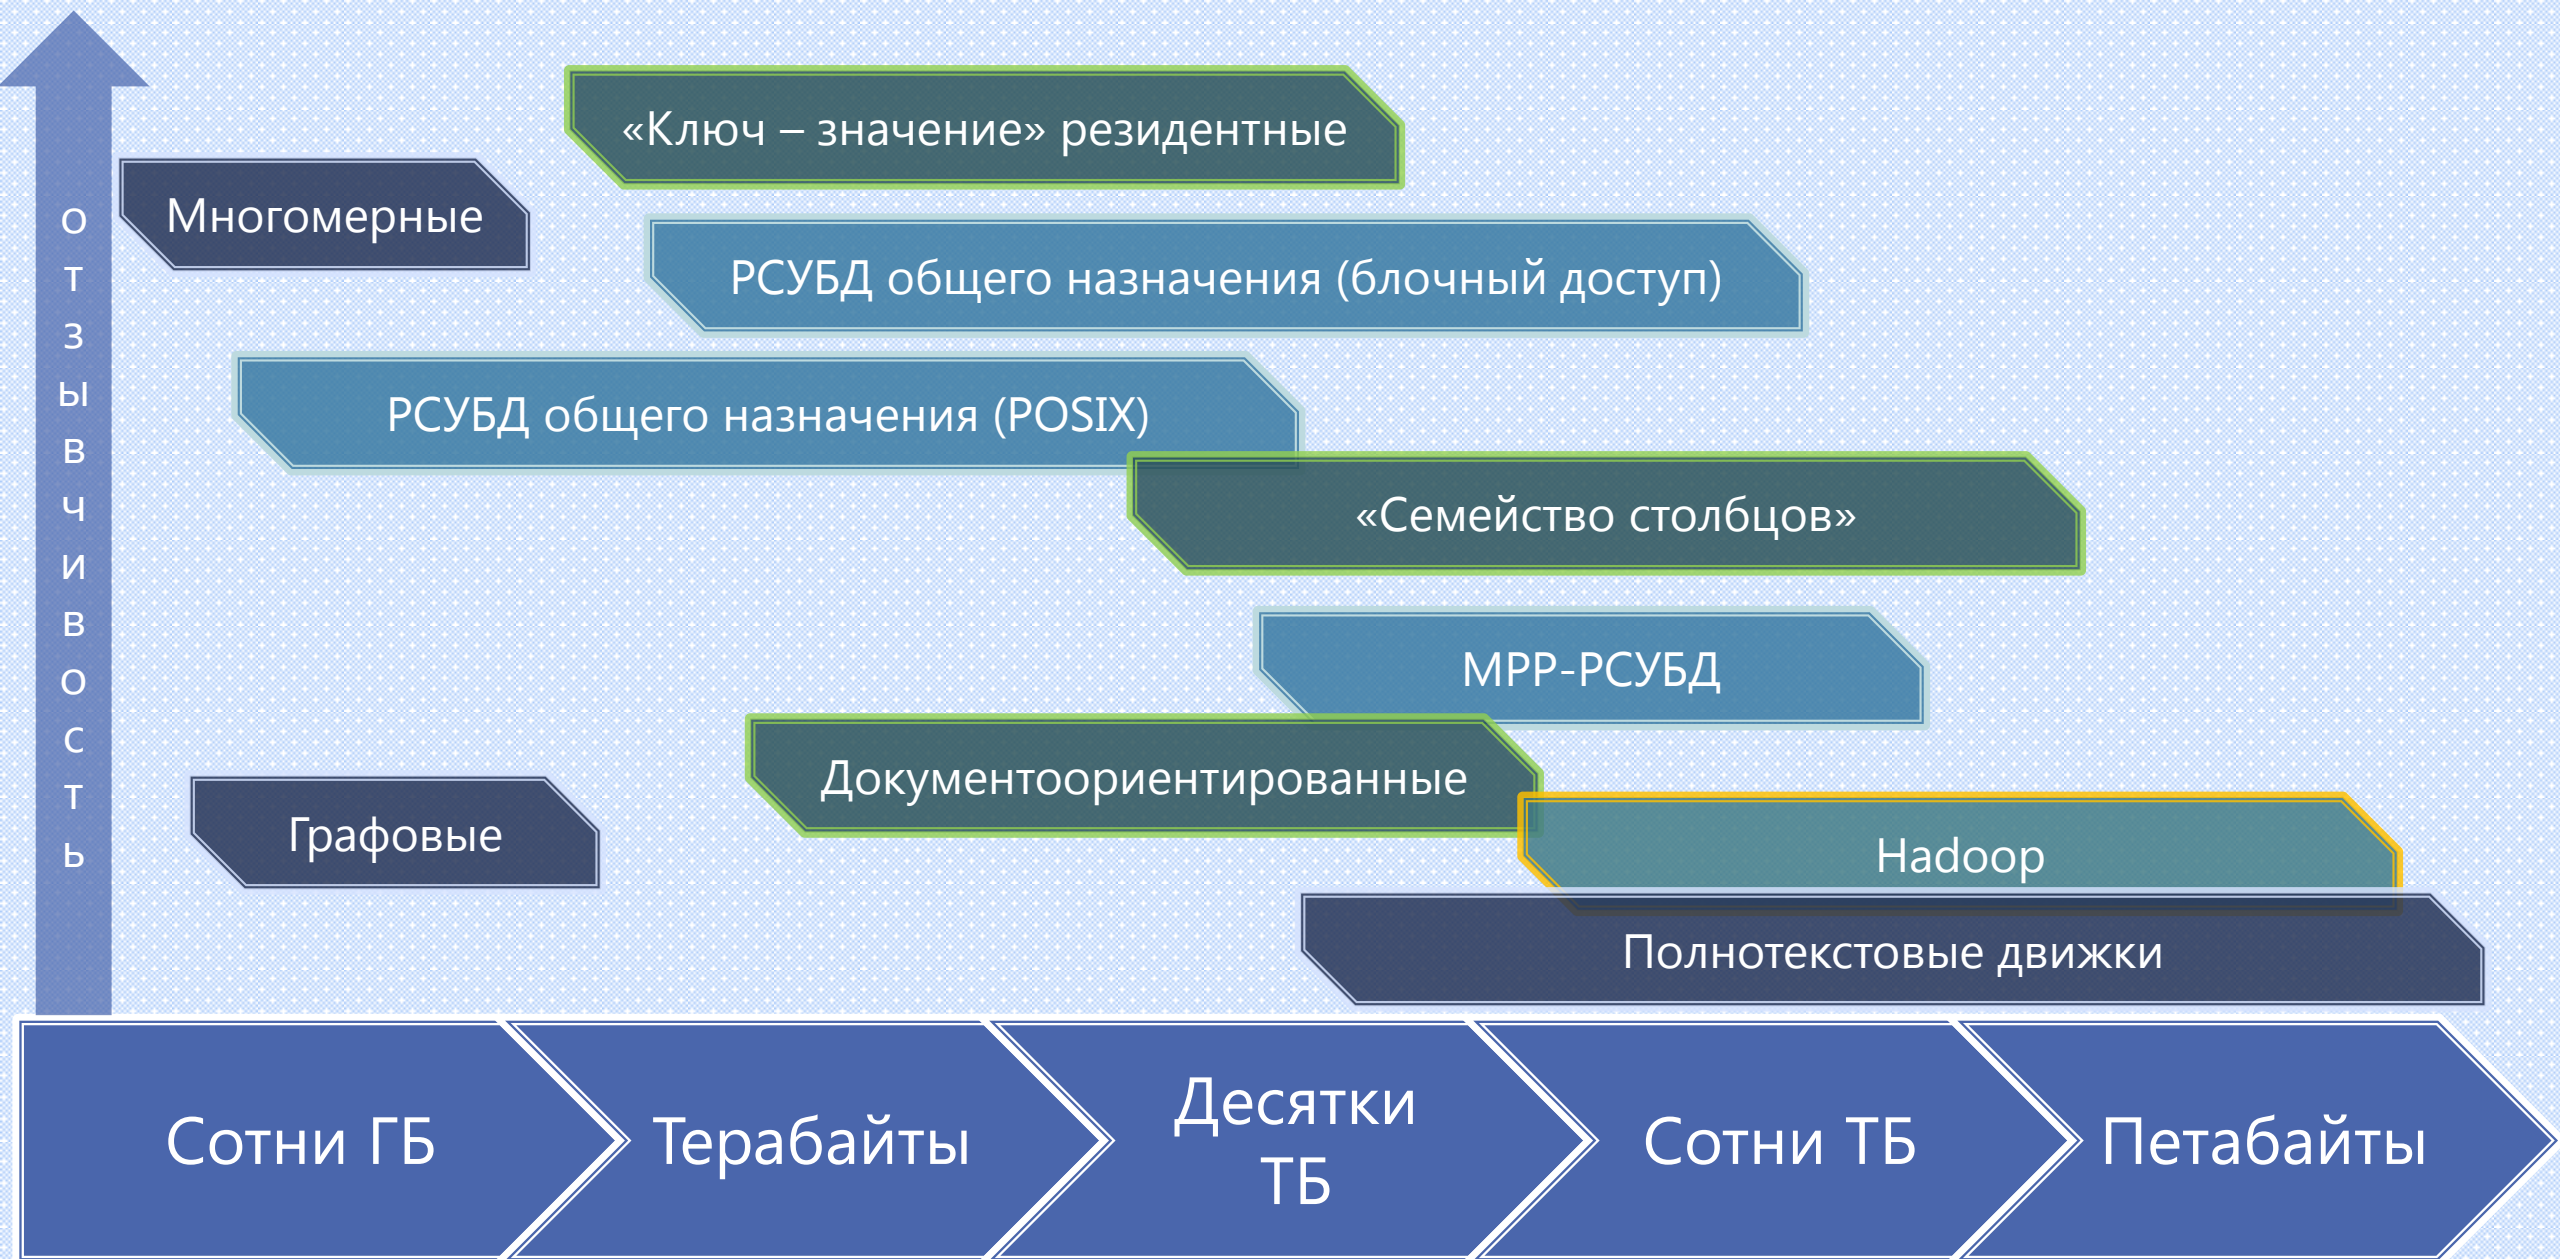 отзывчивость
«Ключ – значение» резидентные
Многомерные
РСУБД общего назначения (блочный доступ)
РСУБД общего назначения (POSIX)
«Семейство столбцов»
MPP-РСУБД
Документоориентированные
Графовые
Hadoop
Полнотекстовые движки
Сотни ГБ
Терабайты
Десятки
ТБ
Сотни ТБ
Петабайты